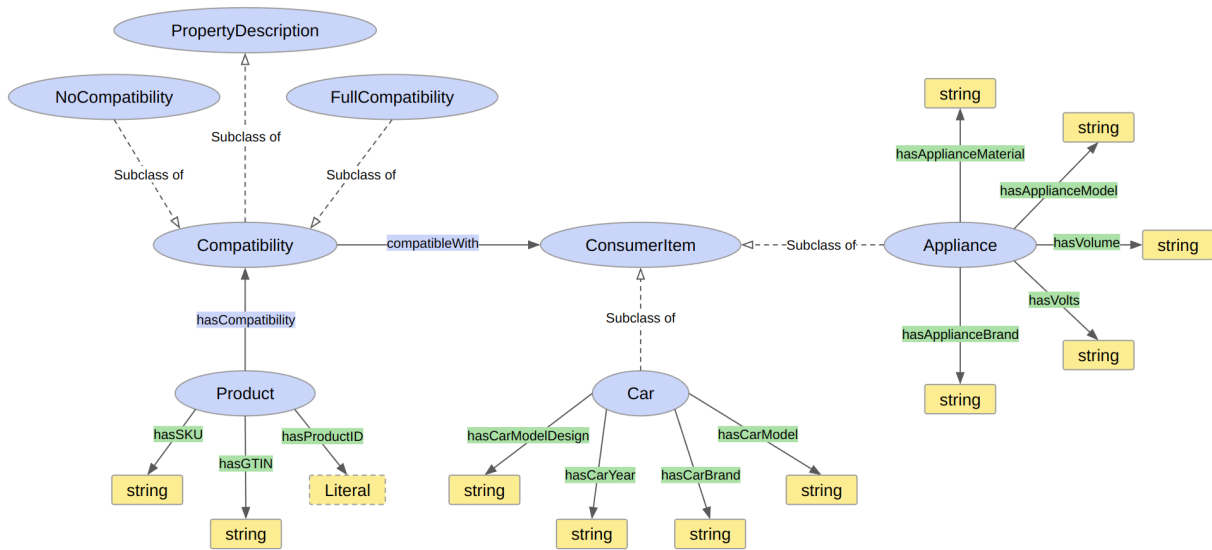 PropertyDescription
NoCompatibility
FullCompatibility
string
string
Subclass of
hasApplianceMaterial
Subclass of
Subclass of
hasApplianceModel
Compatibility
compatibleWith
ConsumerItem
Subclass of
Appliance
hasVolume
string
hasVolts
hasCompatibility
Subclass of
hasApplianceBrand
string
Product
Car
string
hasSKU
hasProductID
hasCarModelDesign
hasCarModel
hasGTIN
hasCarYear
hasCarBrand
string
Literal
string
string
string
string
string